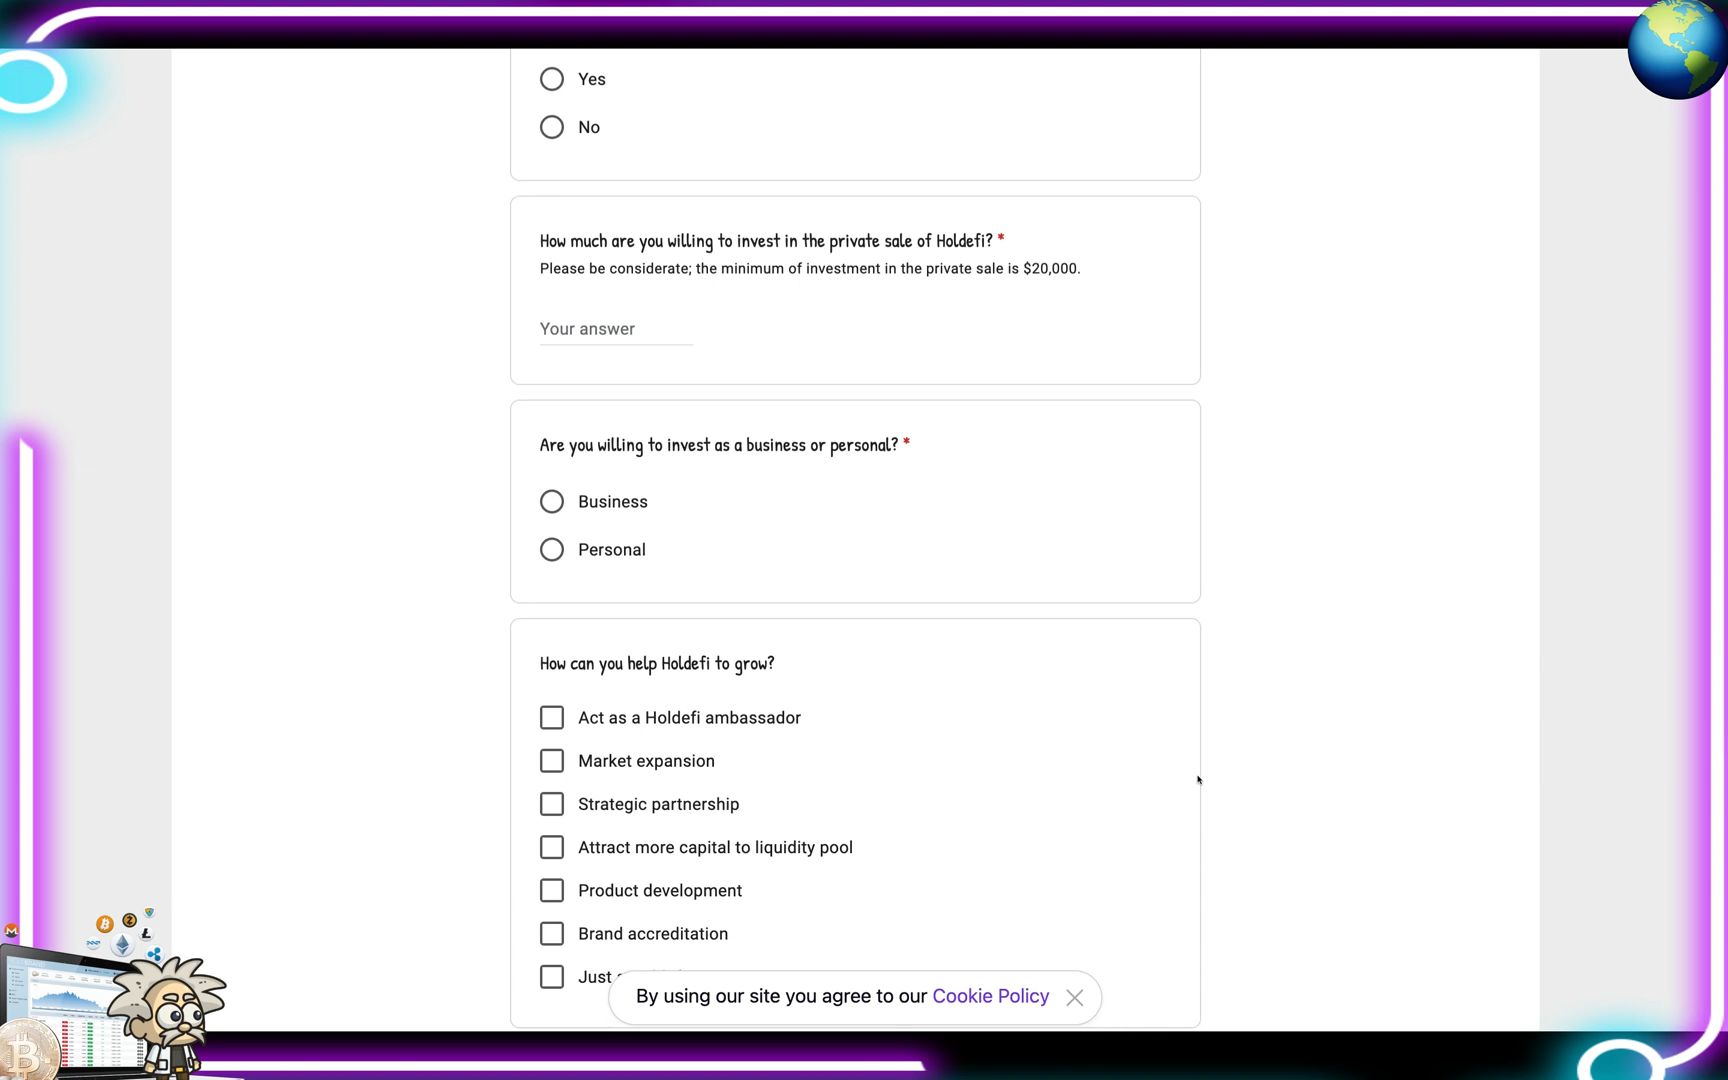 Yes
No
How much are you willing to invest in the private sale of Holdefi? *
Please be considerate; the minimum of investment in the private sale is $20,000.
Your answer
Are you willing to invest as a business or personal? *
Business
Personal
How can you help Holdefi to grow?
Act as a Holdefi ambassador
Market expansion
Strategic partnership
Attract more capital to liquidity pool
Product development
Brand accreditation
Just
By using our site you agree to our Cookie Policy